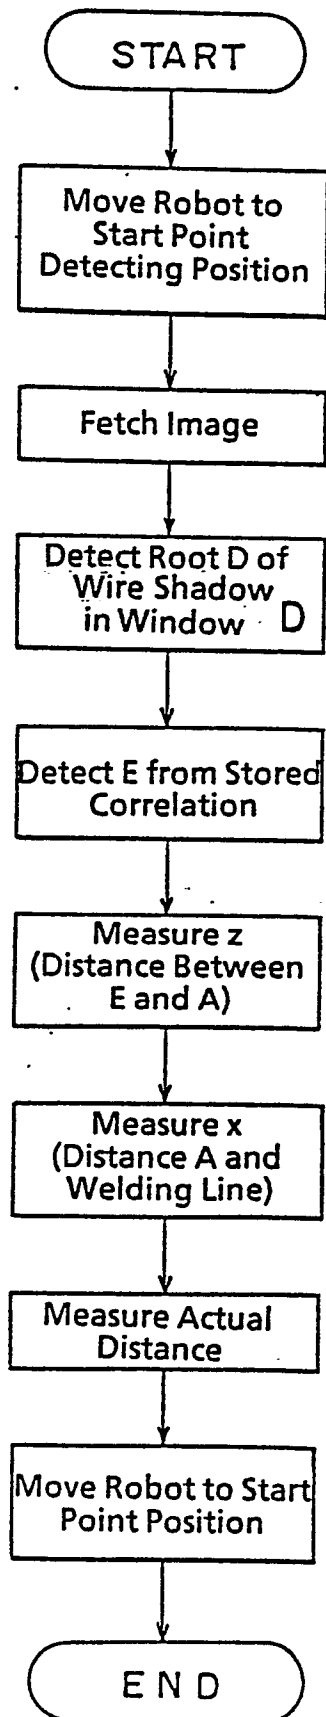 START
Move Robot to
Start Point
Detecting Position
Fetch Image
Detect Root D of
Wire Shadow
in Window D
Detect E from Stored
Correlation
Measure z
(Distance Between
E and A)
Measure x
(Distance A and
Welding Line)
Measure Actual
Distance
Move Robot to Start
Point Position
END